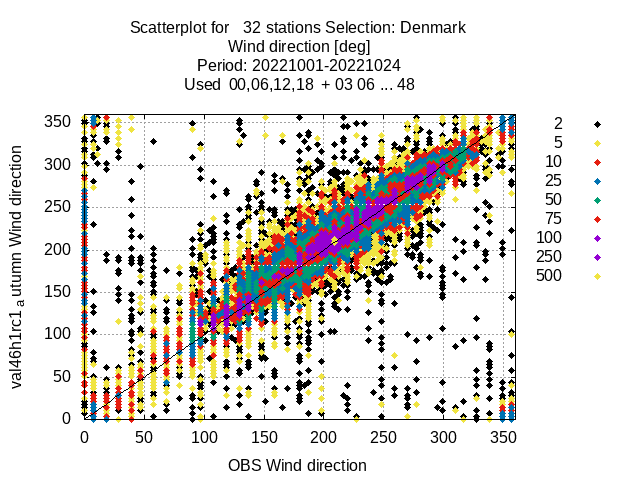 Scatterplot for   32 stations Selection: Denmark
Wind direction [deg]
Period: 20221001-20221024
Used  00,06,12,18  + 03 06 ... 48
val46h1rc1 a utumn Wind direction
350
300
250
200
150
100
50
0
0 50 100 150 200 250 300 350
OBS Wind direction
2
5
10
25
50
75
100
250
500